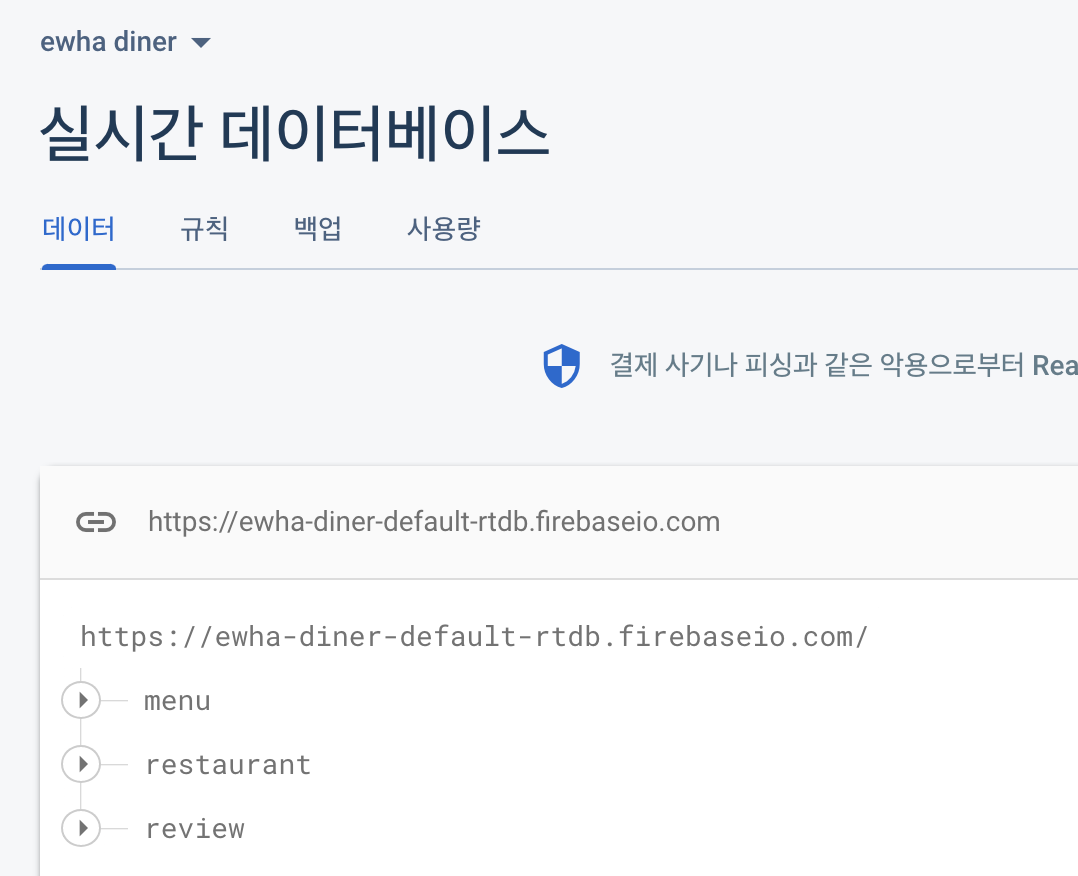 ewha diner
실시간 데이터베이스
데이터 규칙 백업 사용량
결제 사기나 피싱과 같은 악용으로부터 Rea
https://ewha-diner-default-rtdb.firebaseio.com
https://ewha-diner-default-rtdb.firebaseio.com/
menu
restaurant
review